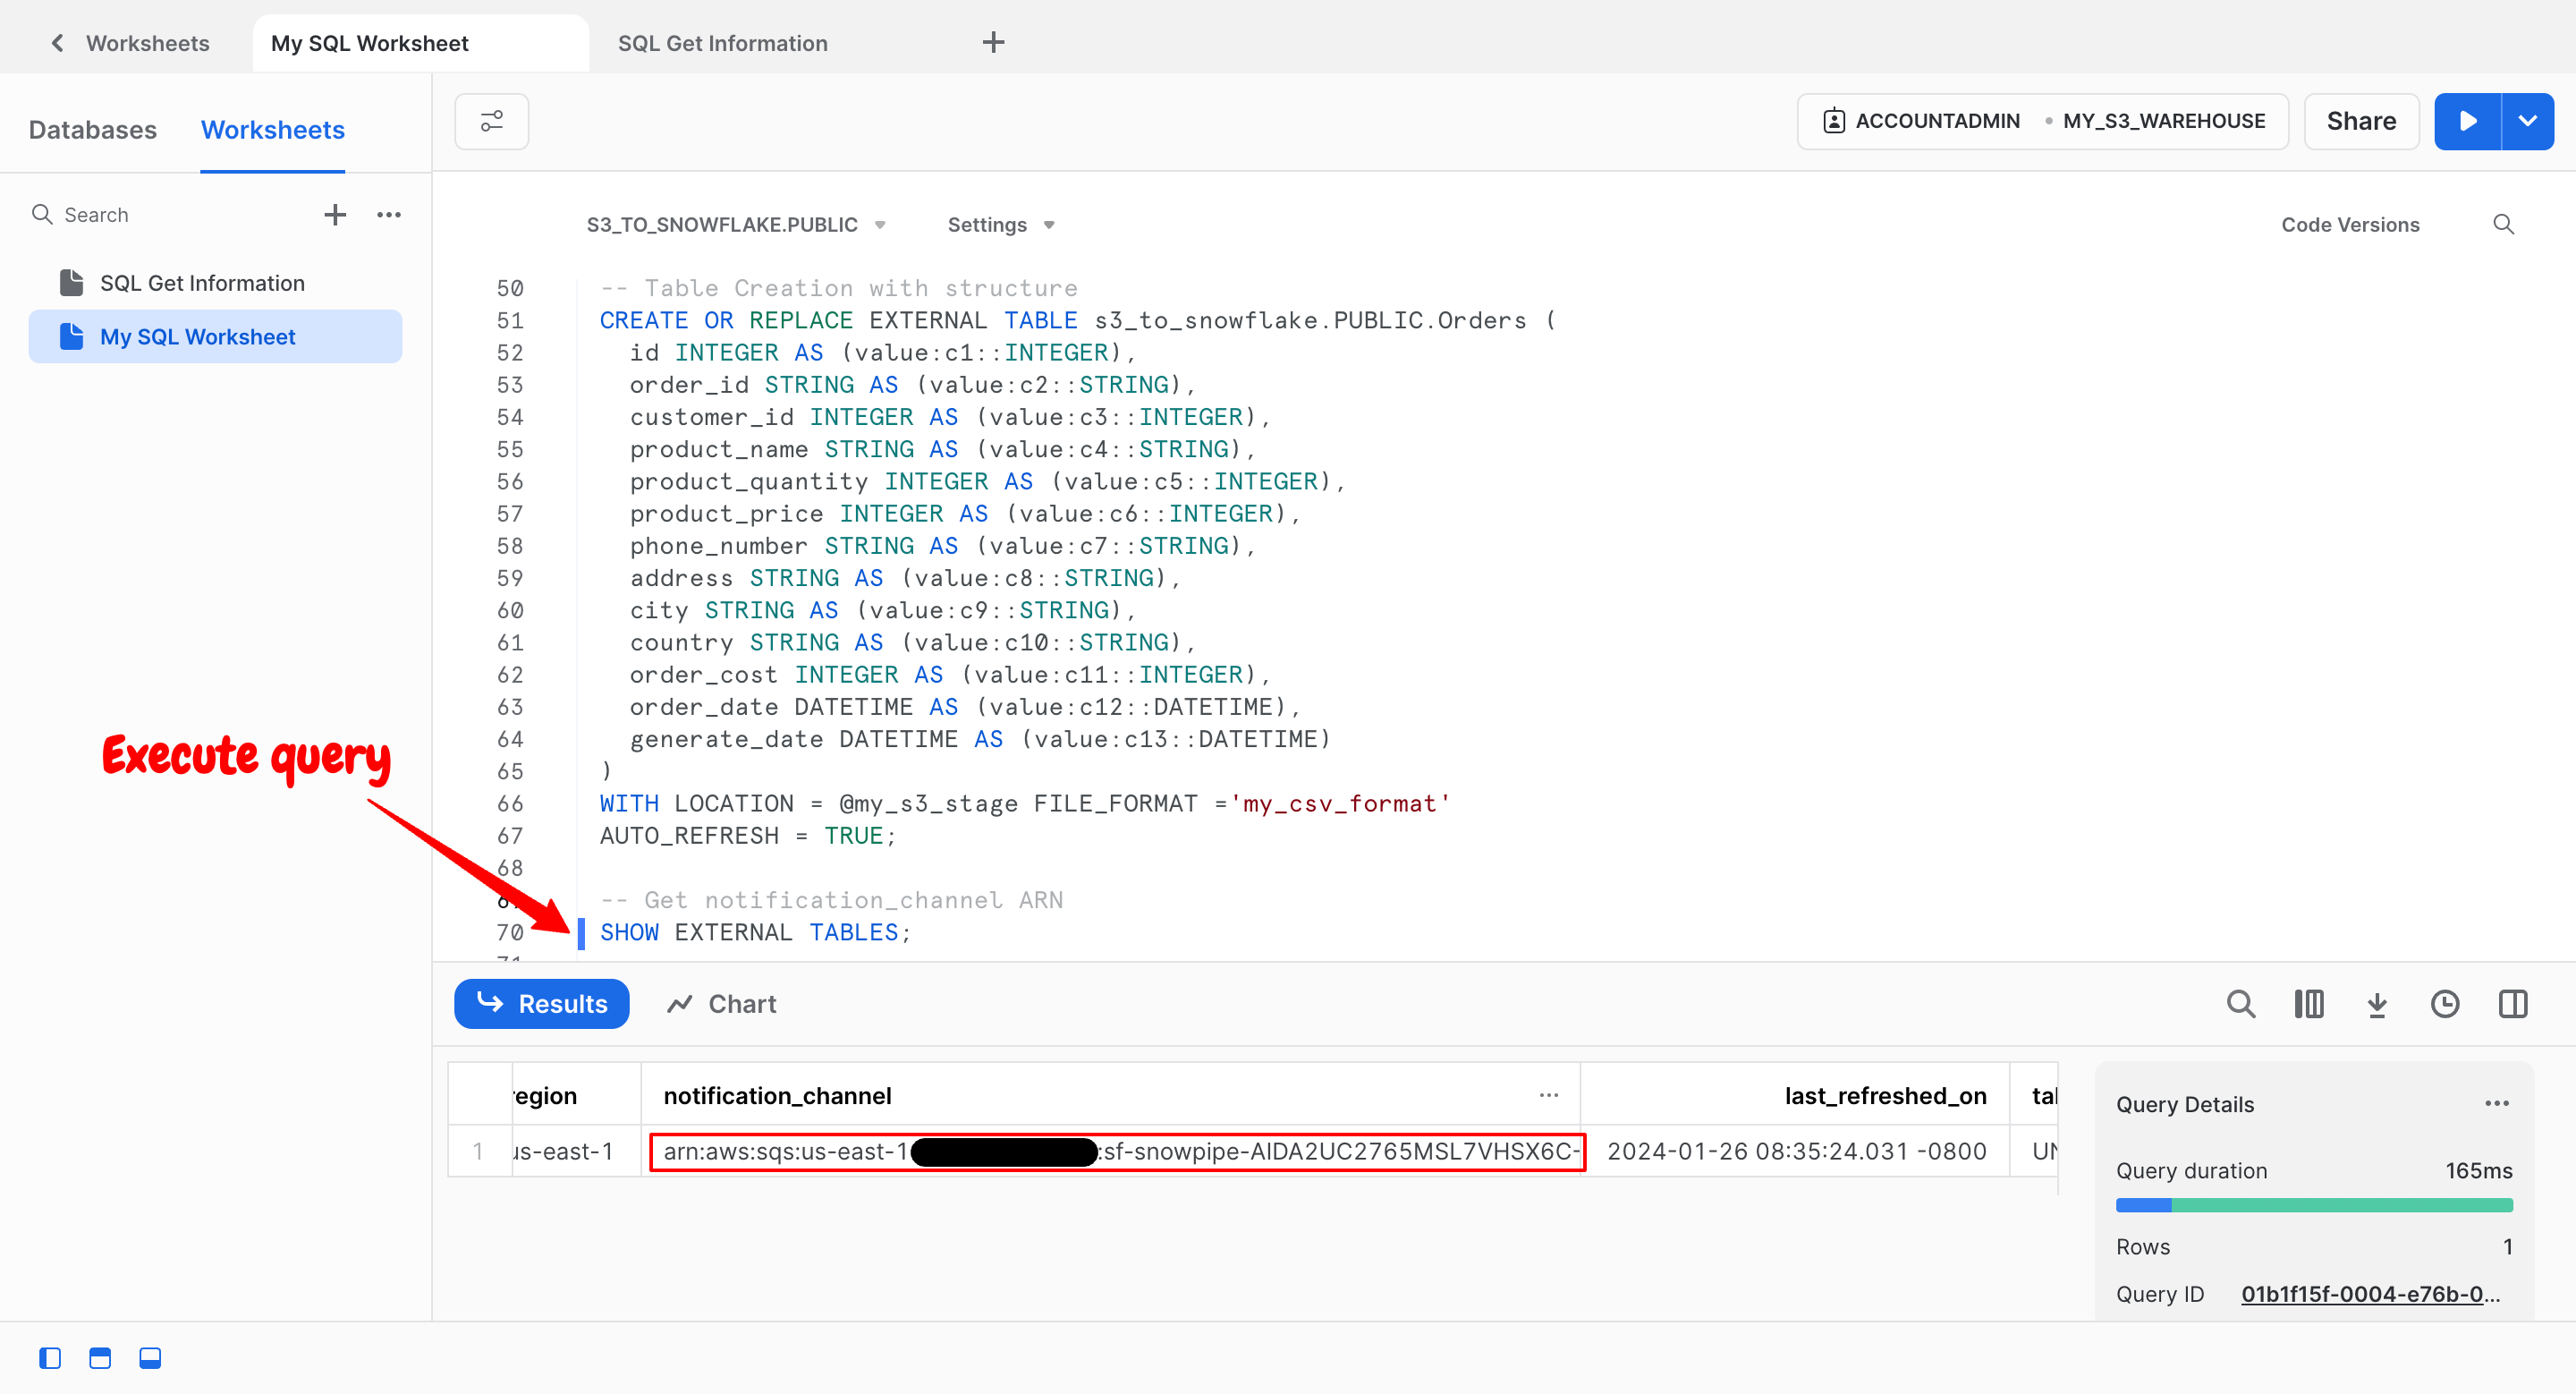 Worksheets
My SQL Worksheet
SQL Get Information
Databases
Worksheets
ACCOUNTADMIN
MY_S3_WAREHOUSE
Share
Search
SQL Get Information
My SQL Worksheet
S3_TO_SNOWFLAKE.PUBLIC
Settings
Code Versions
50 -- Table Creation with structure
51 CREATE OR REPLACE EXTERNAL TABLE s3_to_snowflake.PUBLIC.Orders (
52 id INTEGER AS (value:c1::INTEGER),
53 order_id STRING AS (value:c2::STRING),
54 customer_id INTEGER AS (value:c3::INTEGER),
55 product_name STRING AS (value:c4::STRING),
56 product_quantity INTEGER AS (value:c5::INTEGER),
57 product_price INTEGER AS (value:c6::INTEGER),
58 phone_number STRING AS (value:c7::STRING),
59 address STRING AS (value:c8::STRING),
60 city STRING AS (value:c9::STRING),
61 country STRING AS (value:c10::STRING),
62 order_cost INTEGER AS (value:c11::INTEGER),
63 order_date DATETIME AS (value:c12::DATETIME),
64 generate_date DATETIME AS (value:c13::DATETIME)
65 )
66 WITH LOCATION = @my_s3_stage FILE_FORMAT ='my_csv_format'
67 AUTO_REFRESH = TRUE;
68
-- Get notification_channel ARN
70 SHOW EXTERNAL TABLES;
Execute query
Results
Chart
region
notification_channel
...
last_refreshed_on
1
us-east-1
arn:aws:sqs:us-east-1
:sf-snowpipe-AIDA2UC2765MSL7VHSX6C-
2024-01-26 08:35:24.031 -0800
Query Details
Query duration 165ms
Rows 1
Query ID 01b1f15f-0004-e76b-0...